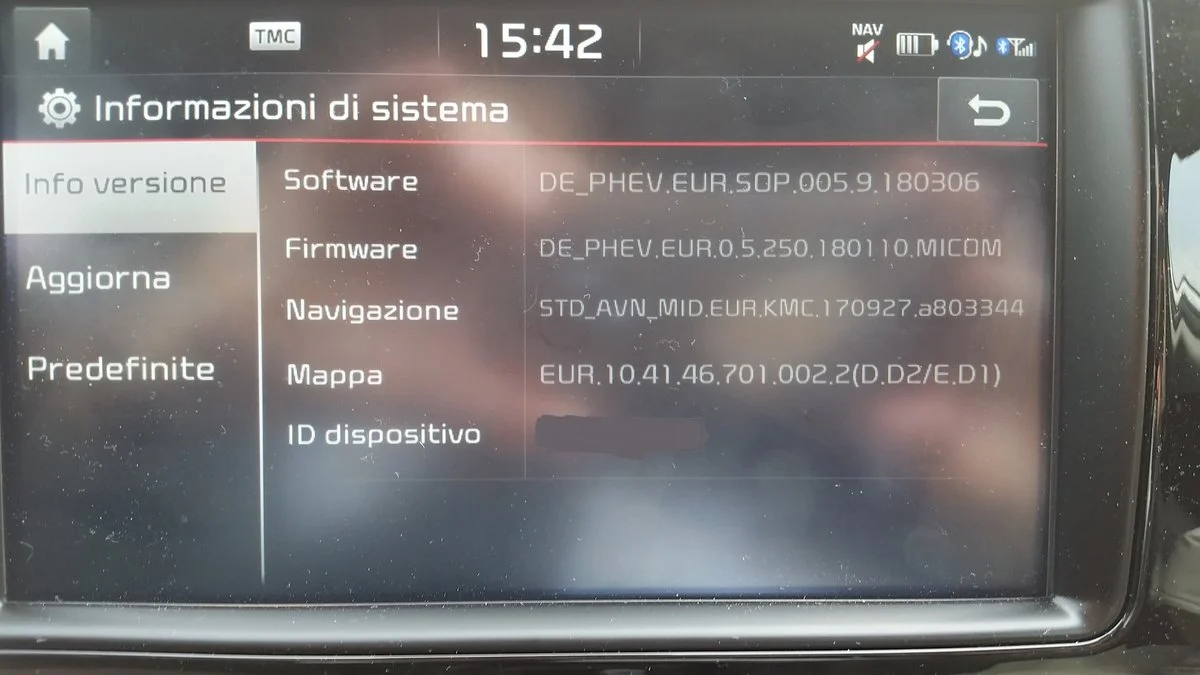 TMC
15:42
NAV
Informazioni di sistema
Info versione
Software DE_PHEV.EUR.SOP.005.9.180306
Firmware DE_PHEV.EUR.0.5.250.180110.MICOM
Aggiorna
Navigazione STD_AVN_MID.EUR.KMC.170927.a803344
Predefinite
Mappa EUR.10.41.46.701.002.2(D.D2/E.D1)
ID dispositivo